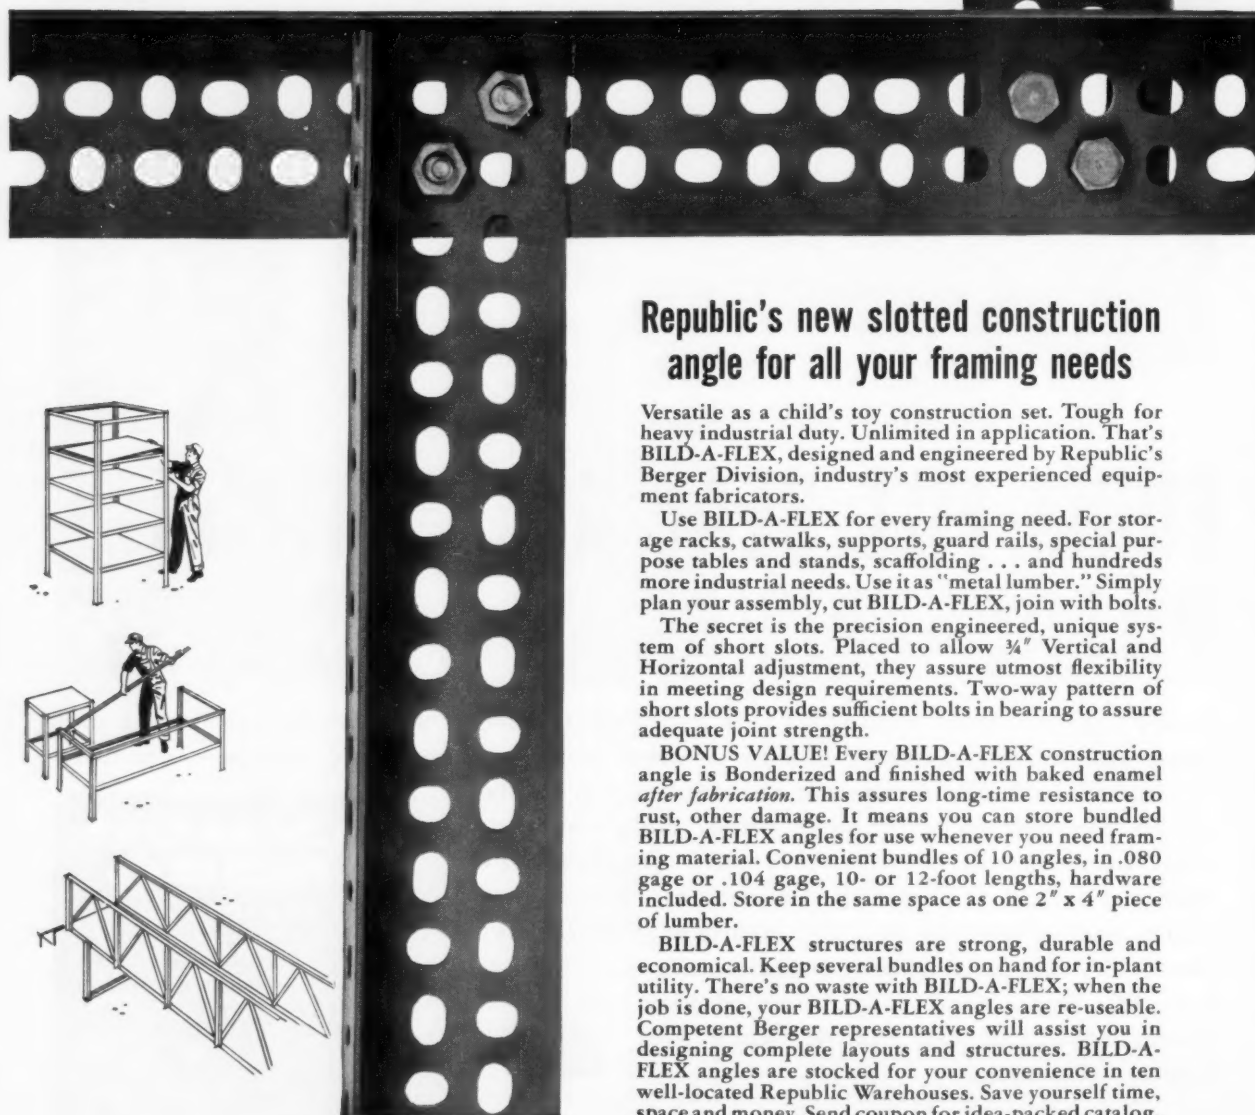 Republic's new slotted construction
angle for all your framing needs
Versatile as a child's toy construction set. Tough for
heavy industrial duty. Unlimited in application. That's
BILD-A-FLEX, designed and engineered by Republic's
Berger Division, industry's most experienced equip-
ment fabricators.
Use BILD-A-FLEX for every framing need. For stor-
age racks, catwalks, supports, guard rails, special pur-
pose tables and stands, scaffolding . . . and hundreds
more industrial needs. Use it as "metal lumber." Simply
plan your assembly, cut BILD-A-FLEX, join with bolts.
The secret is the precision engineered, unique sys-
tem of short slots. Placed to allow ¾" Vertical and
Horizontal adjustment, they assure utmost flexibility
in meeting design requirements. Two-way pattern of
short slots provides sufficient bolts in bearing to assure
adequate joint strength.
BONUS VALUE! Every BILD-A-FLEX construction
angle is Bonderized and finished with baked enamel
after fabrication. This assures long-time resistance to
rust, other damage. It means you can store bundled
BILD-A-FLEX angles for use whenever you need fram-
ing material. Convenient bundles of 10 angles, in .080
gage or .104 gage, 10- or 12-foot lengths, hardware
included. Store in the same space as one 2" x 4" piece
of lumber.
BILD-A-FLEX structures are strong, durable and
economical. Keep several bundles on hand for in-plant
utility. There's no waste with BILD-A-FLEX; when the
job is done, your BILD-A-FLEX angles are re-useable.
Competent Berger representatives will assist you in
designing complete layouts and structures. BILD-A-
FLEX angles are stocked for your convenience in ten
well-located Republic Warehouses. Save yourself time,
space and money. Send coupon for idea-packed catalog.